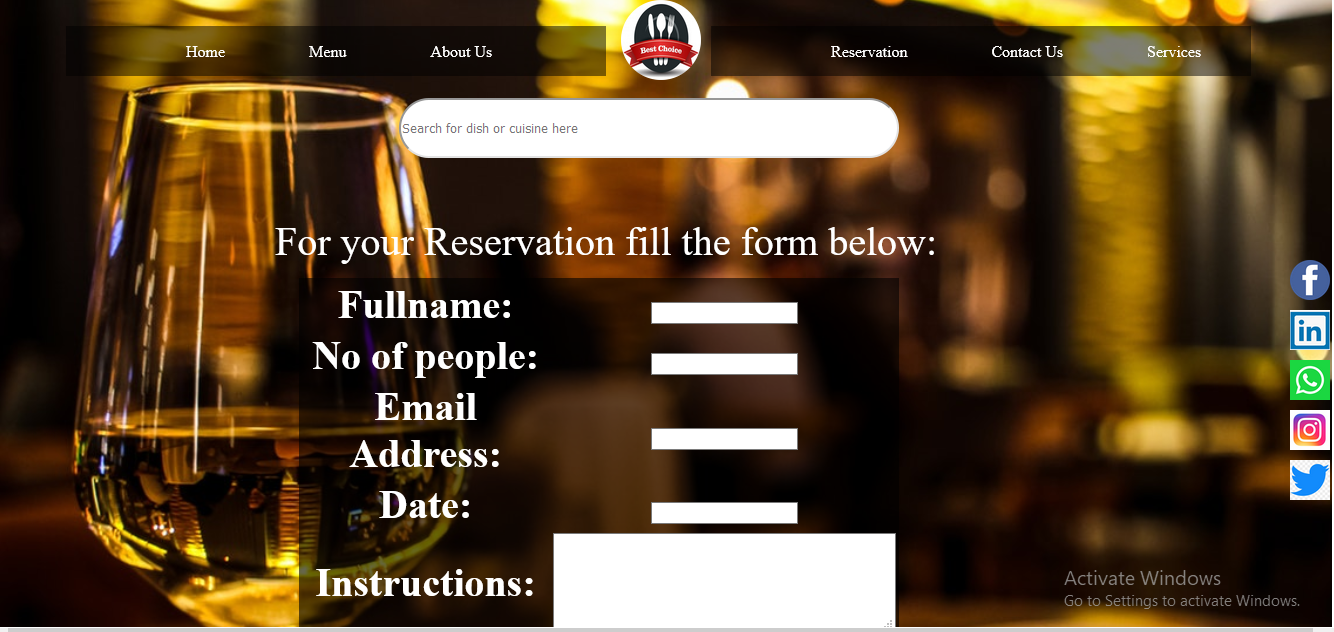 Home Menu About Us Best Choice Reservation Contact Us Services
Search for dish or cuisine here
For your Reservation fill the form below:
Fullname:
No of people:
Email
Address:
Date:
Instructions:
Activate Windows
Go to Settings to activate Windows.